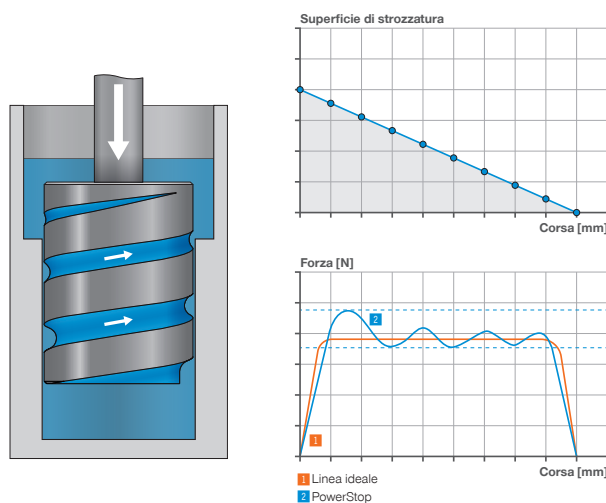 Superficie di strozzatura
Corsa [mm]
Forza [N]
2
1
Corsa [mm]
1 Linea ideale
2 PowerStop